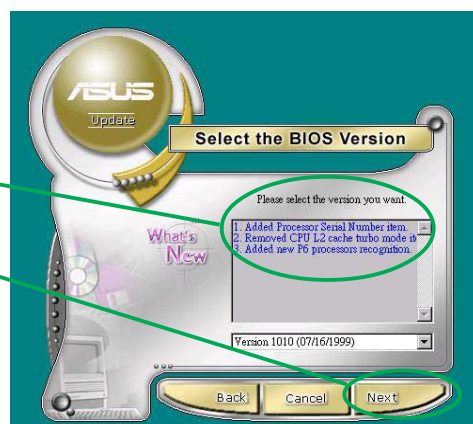 ASUS
Update
Select the BIOS Version
Please select the version you want.
What's
New
1. Added Processor Serial Number item.
2. Removed CPU L2 cache turbo mode it
3. Added new P6 processors recognition.
Version 1010 (07/16/1999)
Back Cancel Next